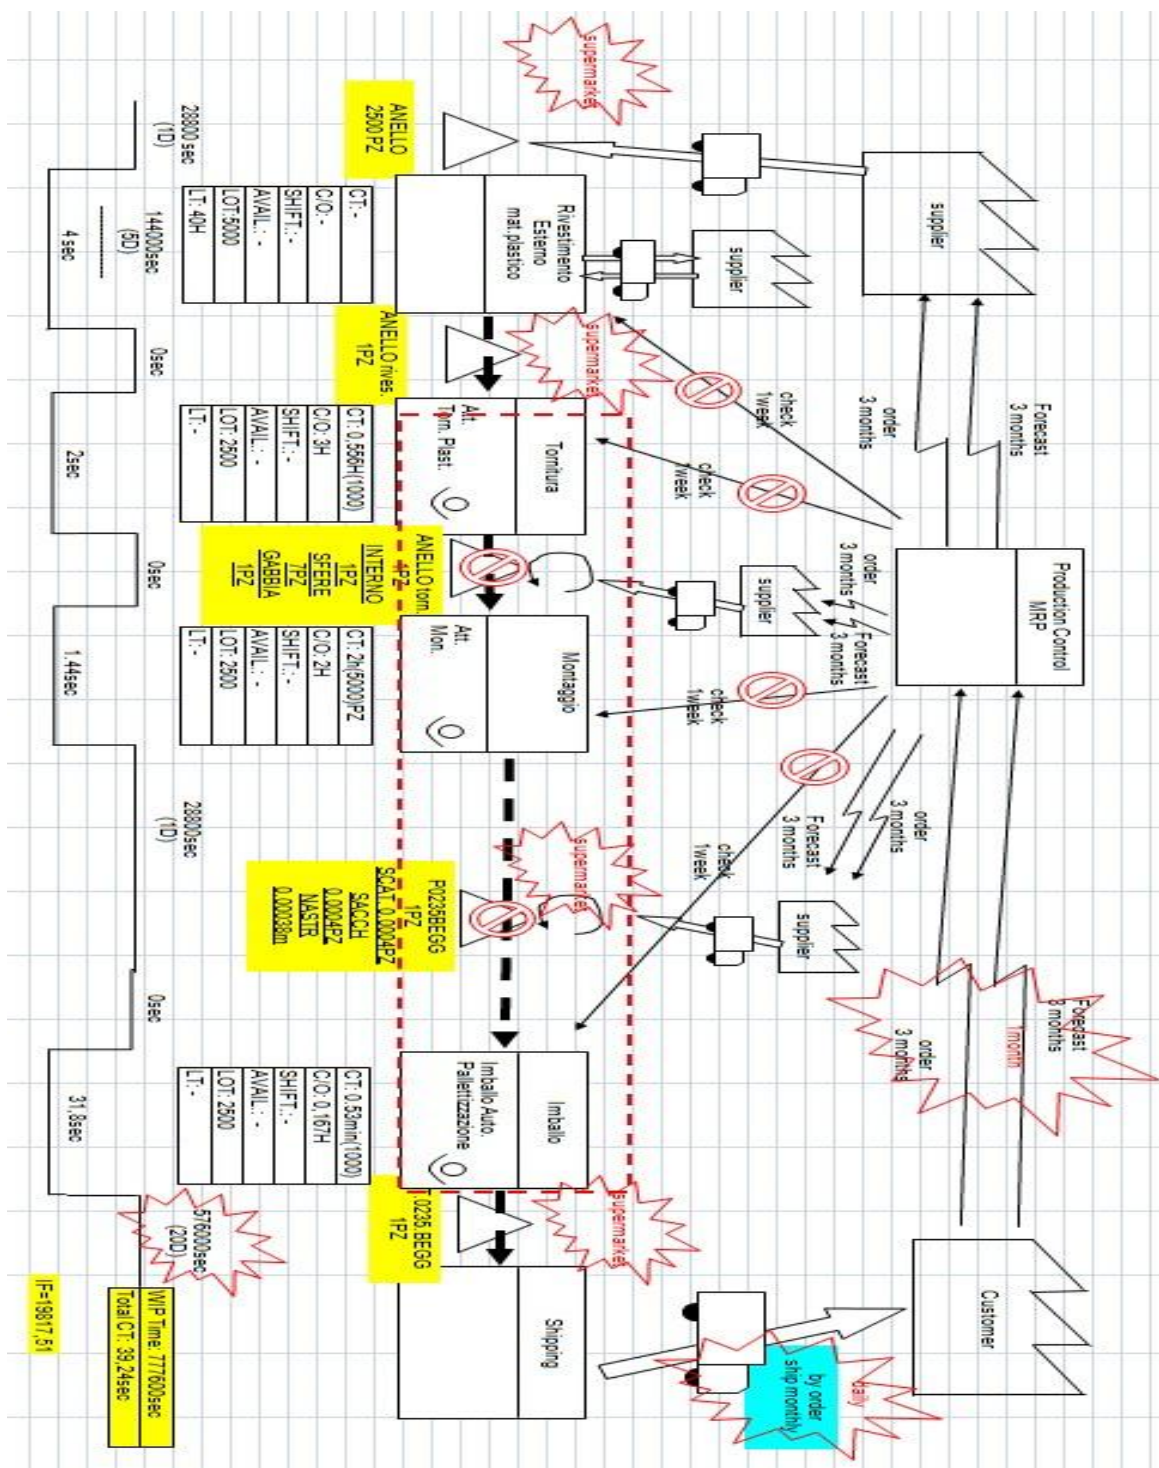 supplier
Forecast
3 months
order
3 months
Production Control
MRP
Forecast
3 months
1month
order
3 months
Customer
supermarket
supplier
check
1week
check
1week
order
3 months
Forecast
3 months
supplier
check
1week
order
3 months
Forecast
3 months
check
1week
supplier
daily
by order
ship monthly
supermarket
supermarket
supermarket
ANELLO
2500 PZ
Rivestimento
Esterno
mat.plastico
CT: -
C/O: -
SHIFT.: -
AVAIL.: -
LOT:5000
LT: 40H
ANELLO rives.
1PZ
Tornitura
Att.
Torn. Plast.
CT: 0,556H(1000)
C/O: 3H
SHIFT.: -
AVAIL.: -
LOT: 2500
LT: -
ANELLO torn.
1PZ
INTERNO
1PZ
SFERE
7PZ
GABBIA
1PZ
Montaggio
Att.
Mon.
CT: 2h(5000)PZ
C/O: 2H
SHIFT.: -
AVAIL.: -
LOT: 2500
LT: -
P0235BEGG
1PZ
SCAT. 0.0004PZ
SACCH
0.0004PZ
NASTR
0.00038m
Imballo
Imballo Auto.
Pallettizzazione
CT: 0.53min(1000)
C/O: 0,167H
SHIFT.: -
AVAIL.: -
LOT: 2500
LT: -
.0235.BEGG
1PZ
Shipping
28800 sec
(1D)
144000sec
(5D)
4 sec
0sec
2sec
0sec
1.44sec
28800sec
(1D)
0sec
31,8sec
576000sec
(20D)
WIP Time: 777600sec
Total CT: 39,24sec
IF=19817,51